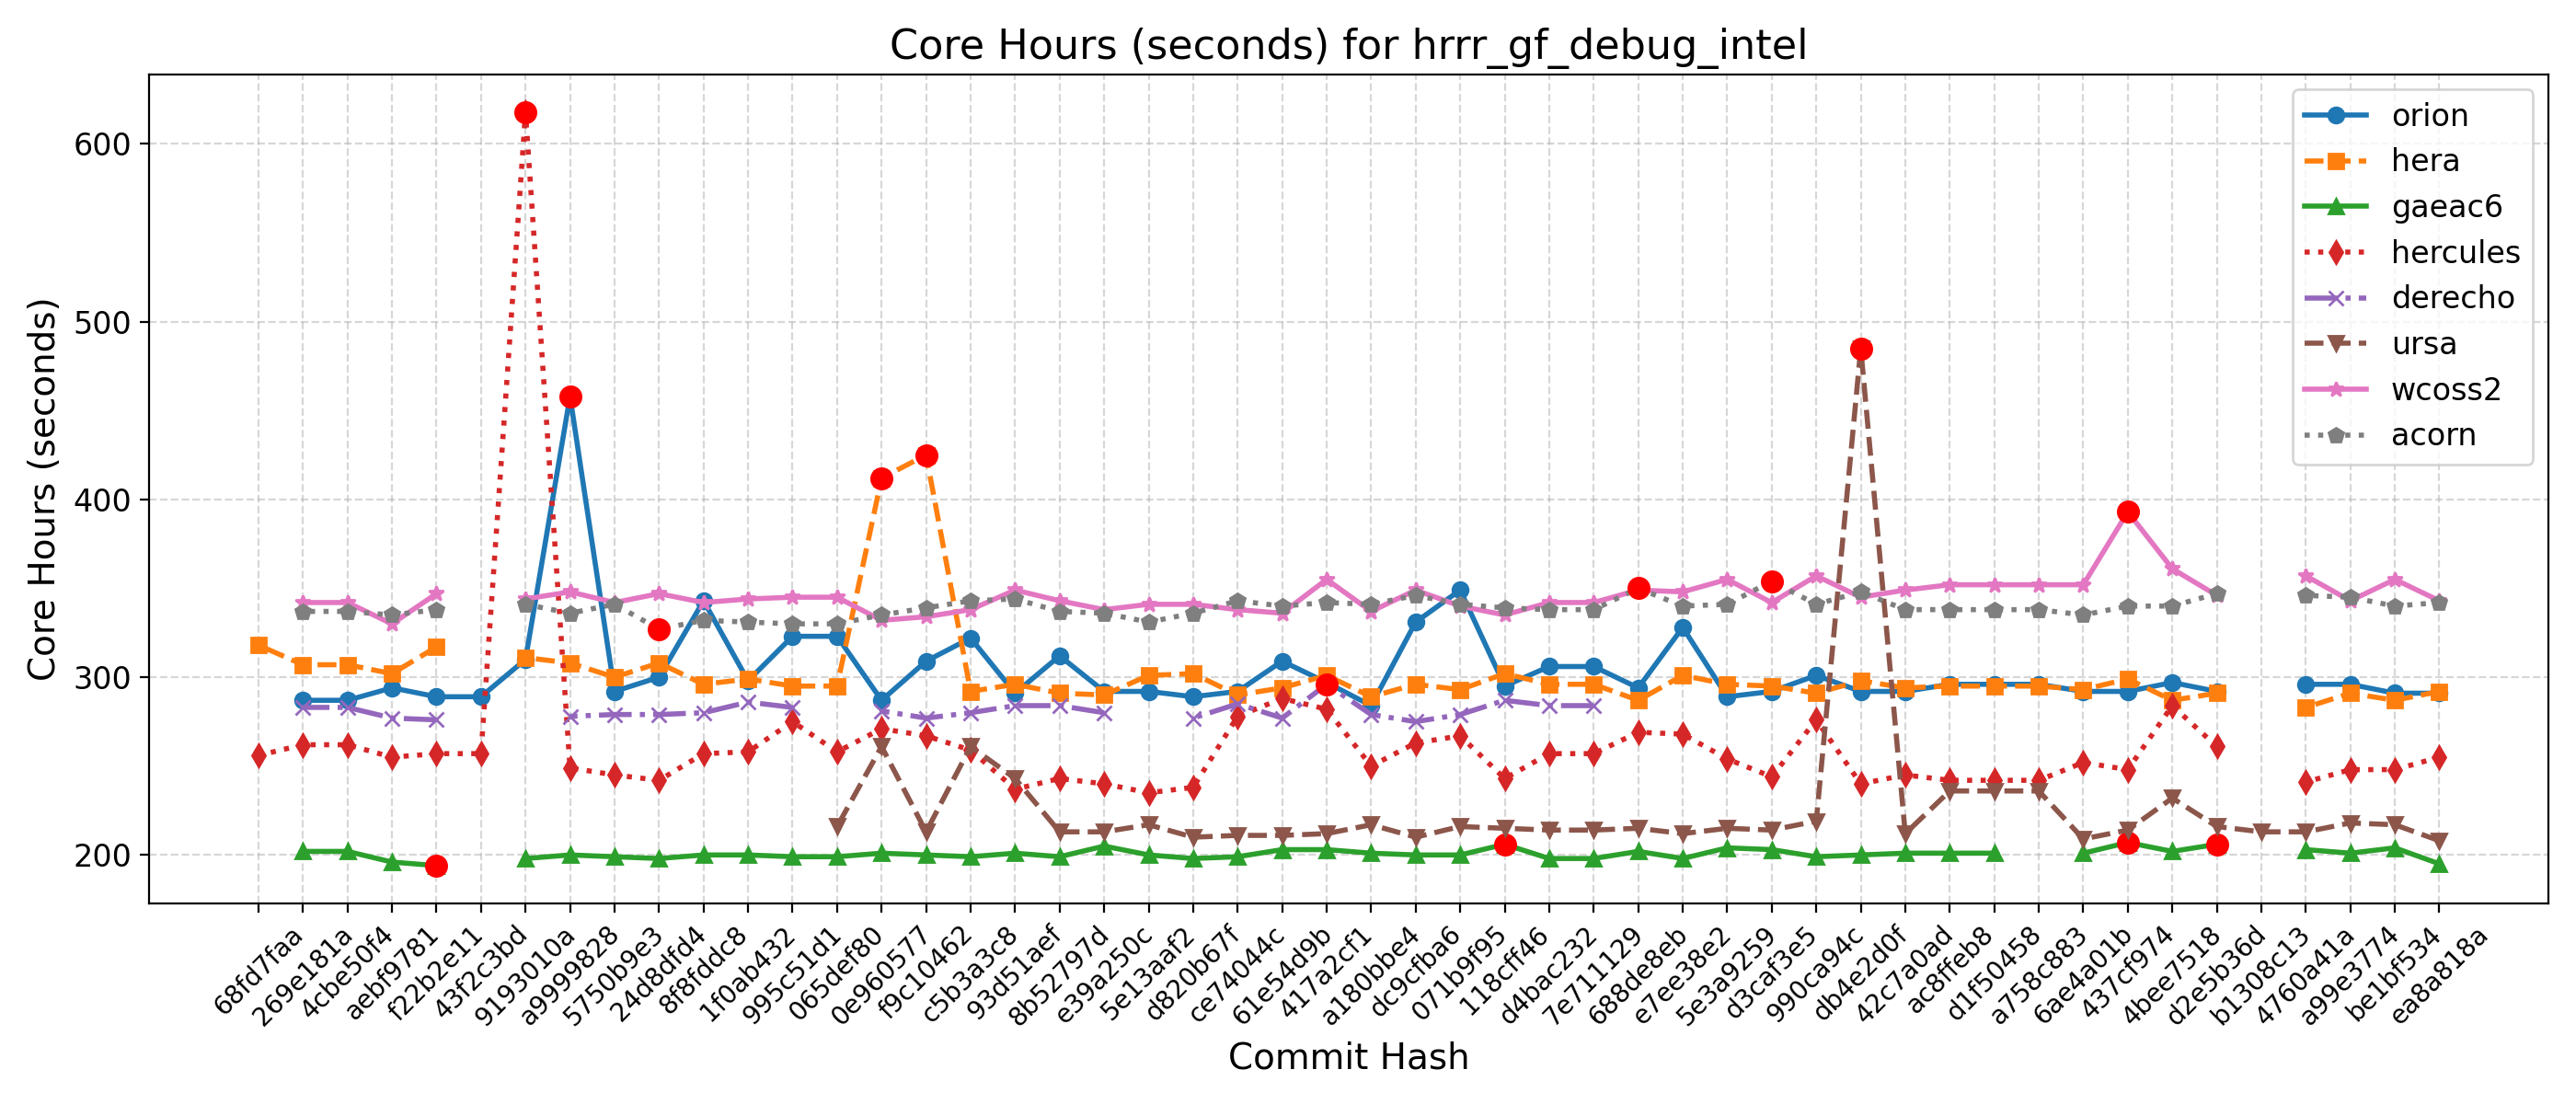 Core Hours (seconds) for hrrr_gf_debug_intel
Core Hours (seconds)
600
500
400
300
200
orion
hera
gaeac6
hercules
derecho
ursa
wcoss2
acorn
68fd7faa
269e181a
4cbe50f4
aebf9781
f22b2e11
43f2c3bd
9193010a
a9999828
5750b9e3
24d8dfd4
8f8fddc8
1f0ab432
995c51d1
065def80
0e960577
f9c10462
c5b3a3c8
93d51aef
8b52797d
e39a250c
5e13aaf2
d820b67f
ce74044c
61e54d9b
417a2cf1
a180bbe4
dc9cfba6
071b9f95
118cff46
d4bac232
7e711129
688de8eb
e7ee38e2
5e3a9259
d3caf3e5
990ca94c
db4e2d0f
42c7a0ad
ac8ffeb8
d1f50458
a758c883
6ae4a01b
437cf974
4bee7518
d2e5b36d
b1308c13
4760a41a
a99e3774
be1bf534
ea8a818a
Commit Hash